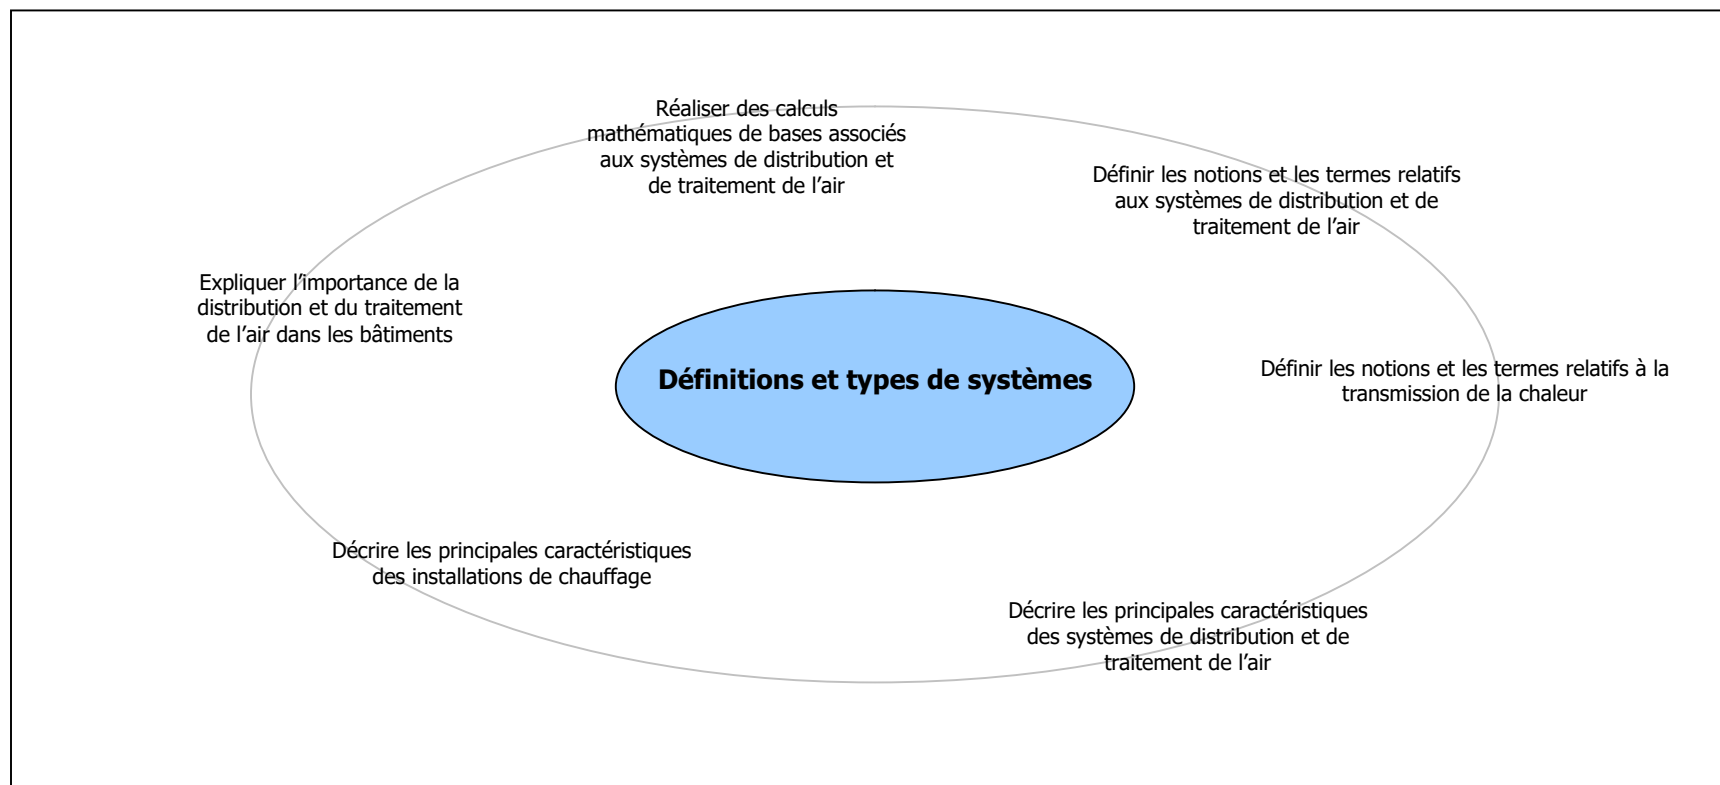 Réaliser des calculs
mathématiques de bases associés
aux systèmes de distribution et
de traitement de l’air
Définir les notions et les termes relatifs
aux systèmes de distribution et de
traitement de l’air
Expliquer l’importance de la
distribution et du traitement
de l’air dans les bâtiments
Définitions et types de systèmes
Définir les notions et les termes relatifs à la
transmission de la chaleur
Décrire les principales caractéristiques
des installations de chauffage
Décrire les principales caractéristiques
des systèmes de distribution et de
traitement de l’air